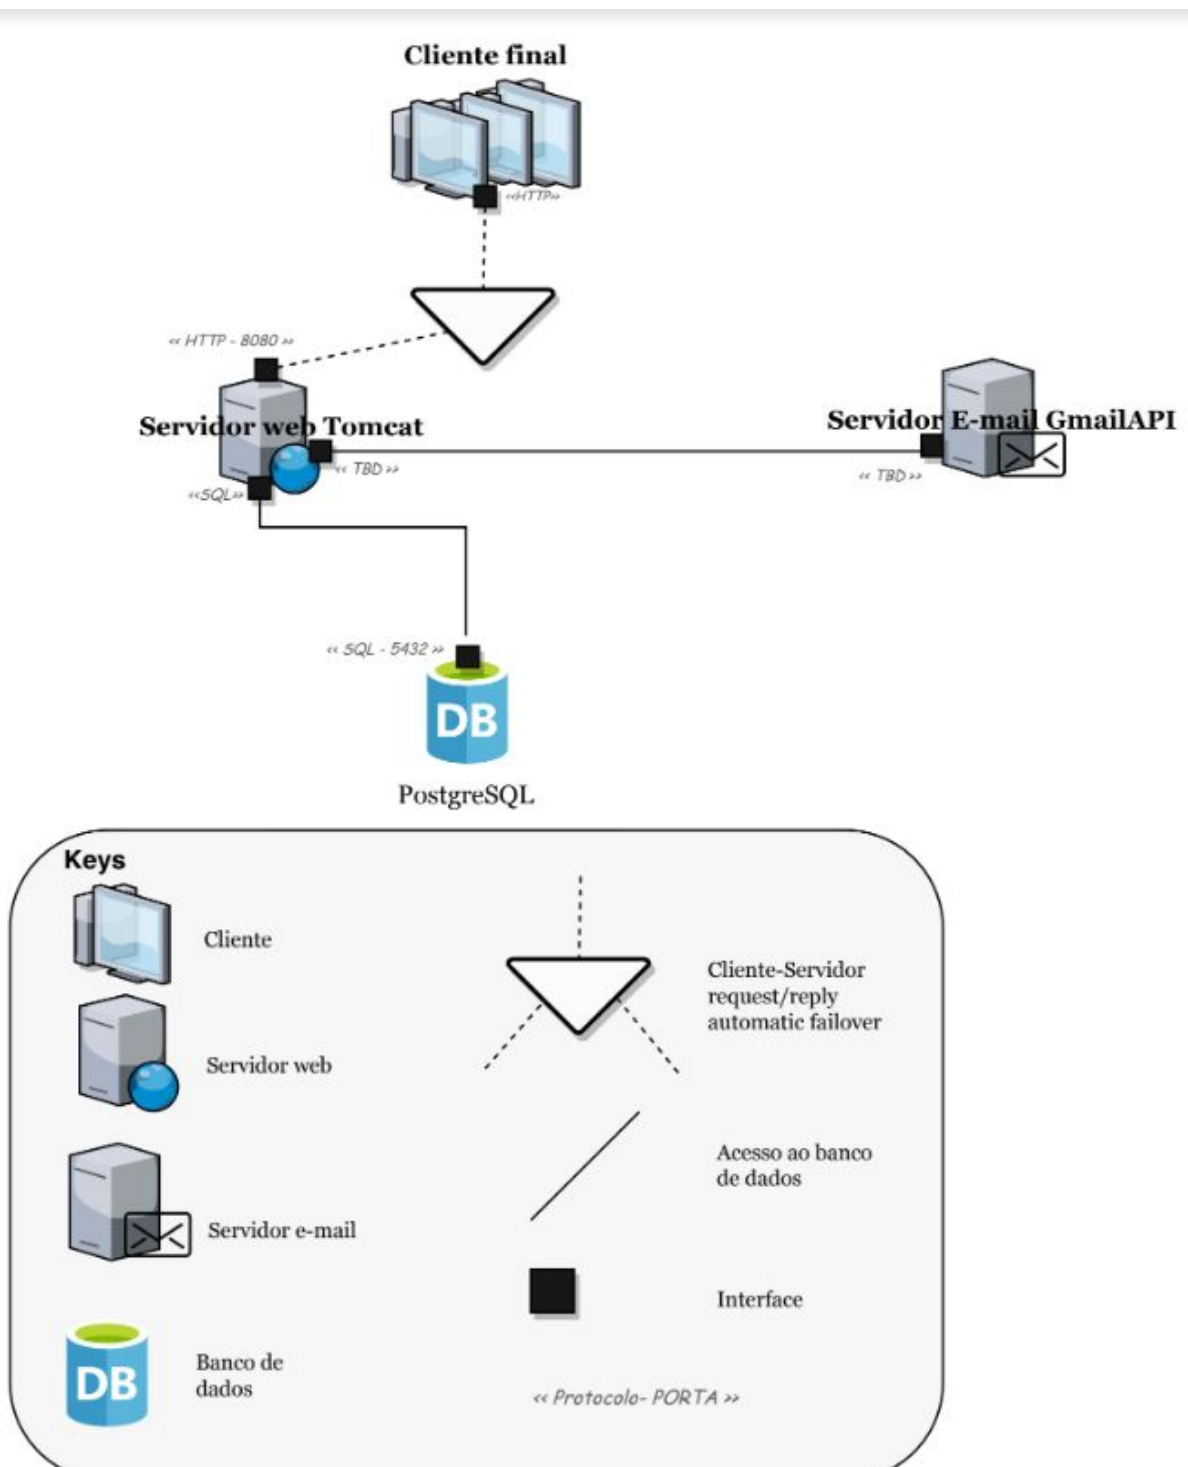 Cliente final
<<HTTP>>
<< HTTP - 8080 >>
Servidor web Tomcat
Servidor E-mail GmailAPI
<< TBD >>
<< TBD >>
<<SQL>>
<< SQL - 5432 >>
DB
PostgreSQL
Keys
Cliente
Cliente-Servidor
request/reply
automatic failover
Servidor web
Acesso ao banco
de dados
Servidor e-mail
Interface
DB
Banco de
dados
<< Protocolo- PORTA >>